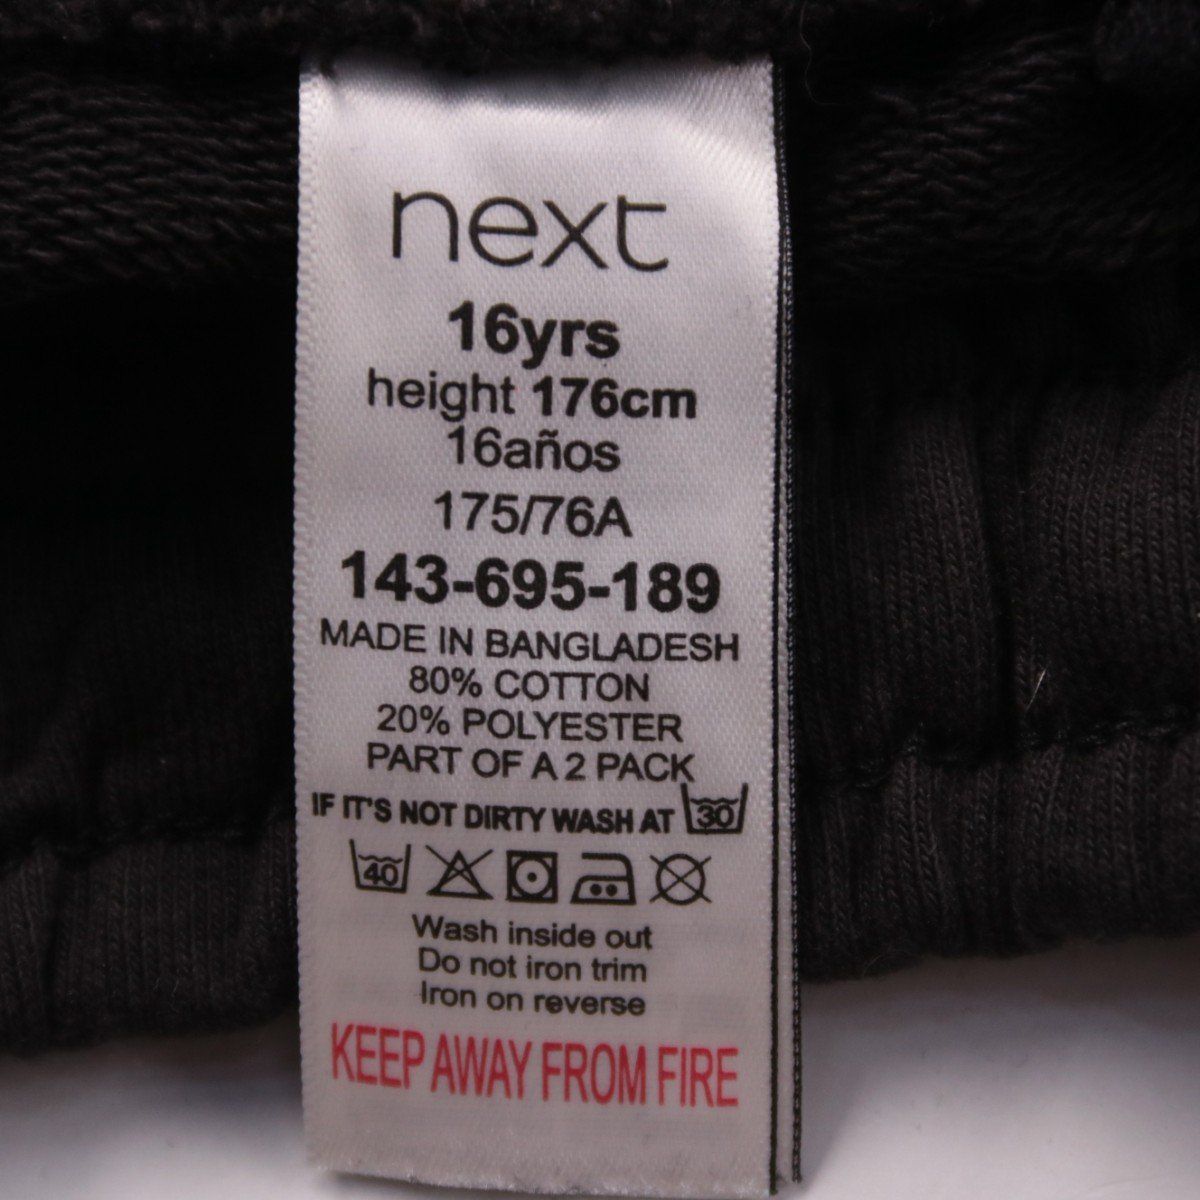 next
16yrs
height 176cm
16años
175/76A
143-695-189
MADE IN BANGLADESH
80% COTTON
20% POLYESTER
PART OF A 2 PACK
IF IT'S NOT DIRTY WASH AT 30
40
Wash inside out
Do not iron trim
Iron on reverse
KEEP AWAY FROM FIRE